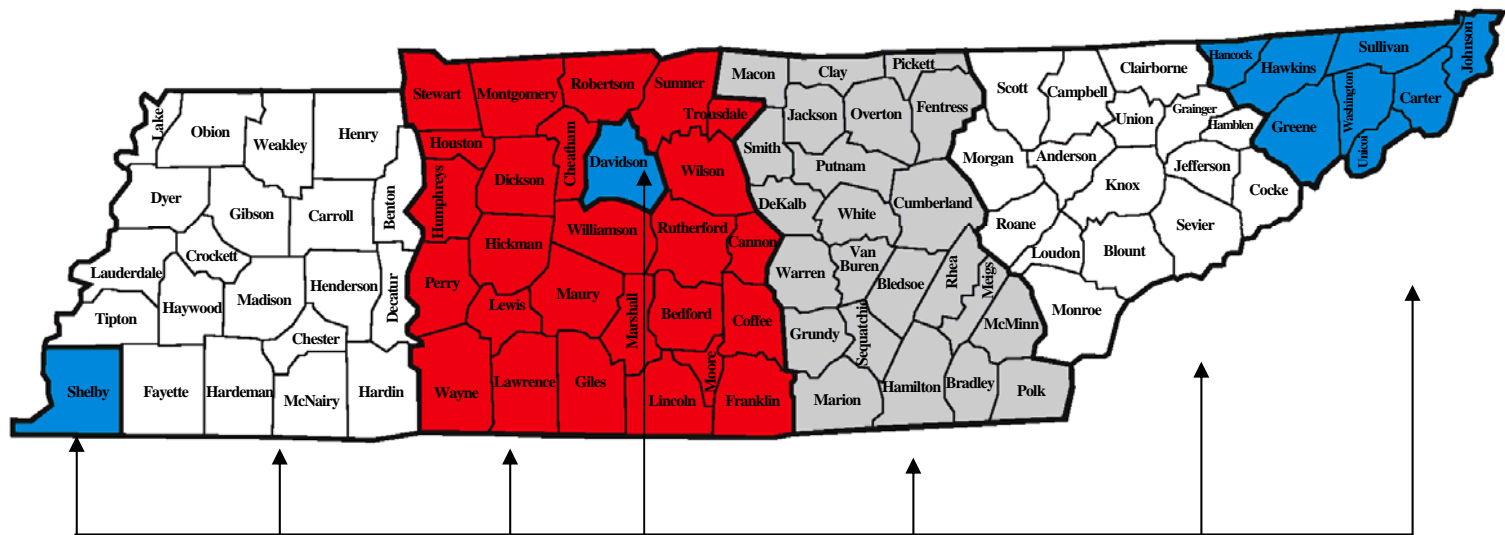 Lake
Obion
Weakley
Henry
Dyer
Gibson
Carroll
Benton
Lauderdale
Crockett
Tipton
Haywood
Madison
Henderson
Decatur
Chester
Shelby
Fayette
Hardeman
McNairy
Hardin
Stewart
Montgomery
Robertson
Sumner
Trousdale
Houston
Humphreys
Dickson
Cheatham
Davidson
Wilson
Hickman
Williamson
Rutherford
Cannon
Perry
Lewis
Maury
Marshall
Bedford
Coffee
Wayne
Lawrence
Giles
Lincoln
Moore
Franklin
Macon
Clay
Pickett
Jackson
Overton
Fentress
Smith
Putnam
DeKalb
White
Cumberland
Warren
Van
Buren
Bledsoe
Rhea
Meigs
McMinn
Grundy
Sequatchie
Marion
Hamilton
Bradley
Polk
Scott
Campbell
Clairborne
Union
Grainger
Hamblen
Morgan
Anderson
Knox
Jefferson
Cocke
Roane
Loudon
Blount
Sevier
Monroe
Hancock
Hawkins
Sullivan
Johnson
Greene
Washington
Carter
Unicoi